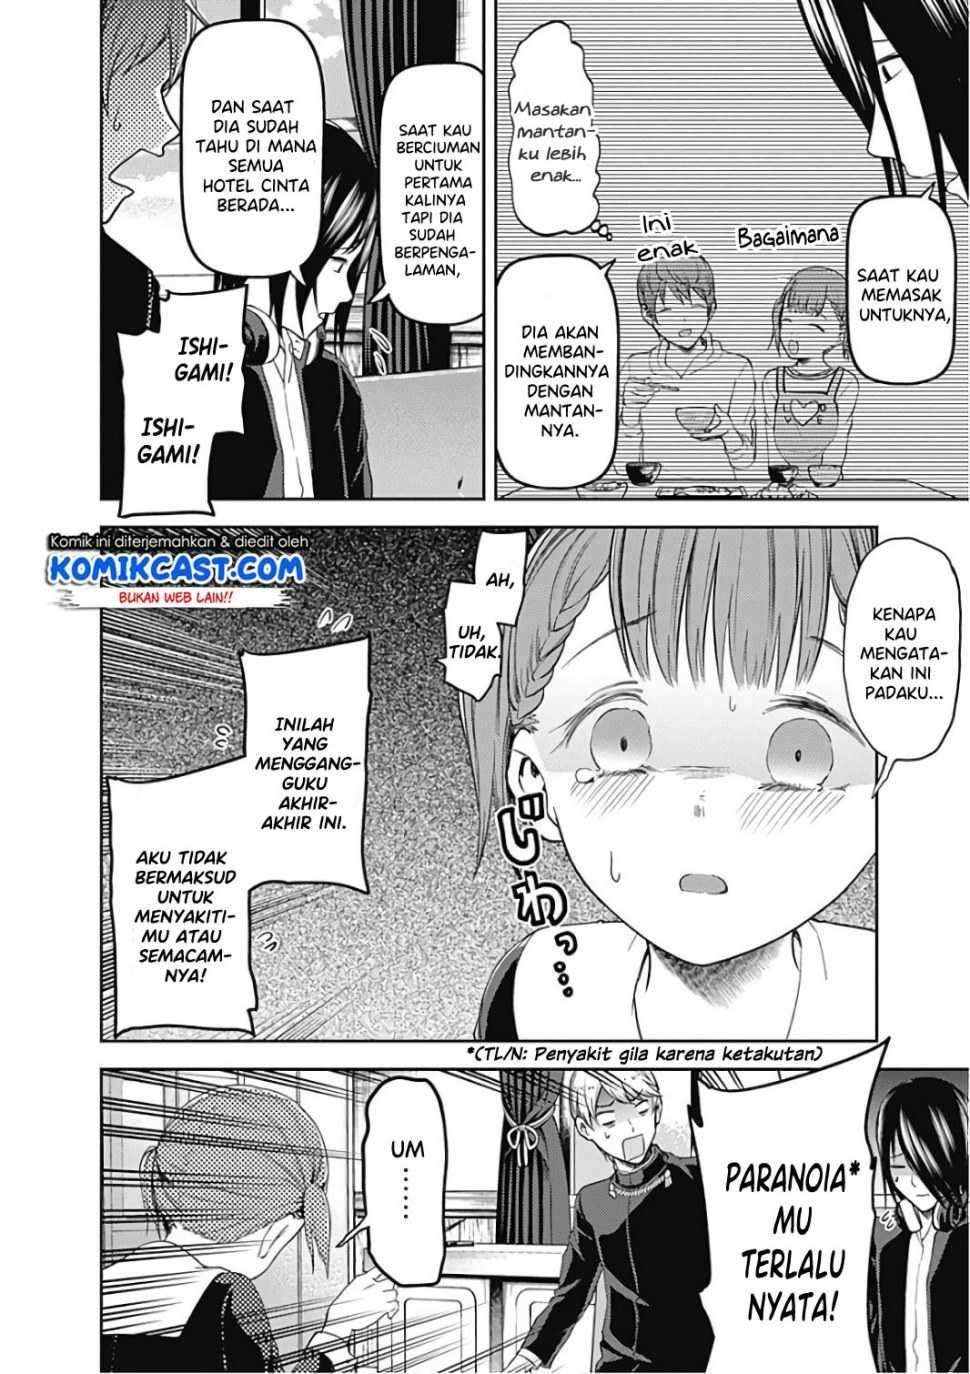 SAAT KAU
MEMASAK
UNTUKNYA,
Bagaimana
Ini
enak
Masakan
mantan-
ku lebih
enak...
DIA AKAN
MEMBAN-
DINGKANNYA
DENGAN
MANTAN-
NYA.
SAAT KAU
BERCIUMAN
UNTUK
PERTAMA
KALINYA
TAPI DIA
SUDAH
BERPENGA-
LAMAN,
DAN SAAT
DIA SUDAH
TAHU DI MANA
SEMUA
HOTEL CINTA
BERADA...
ISHI-
GAMI!
ISHI-
GAMI!
Komik ini diterjemahkan & diedit oleh
KOMIKCAST.COM
BUKAN WEB LAIN!!
KENAPA
KAU
MENGATA-
KAN INI
PADAKU...
AH,
UH,
TIDAK.
INILAH
YANG
MENGGANG-
GUKU
AKHIR-
AKHIR INI.
AKU TIDAK
BERMAKSUD
UNTUK
MENYAKITI-
MU ATAU
SEMACAM-
NYA!
じわっ…
*(TL/N: Penyakit gila karena ketakutan)
PARANOIA*
MU
TERLALU
NYATA!
UM
......